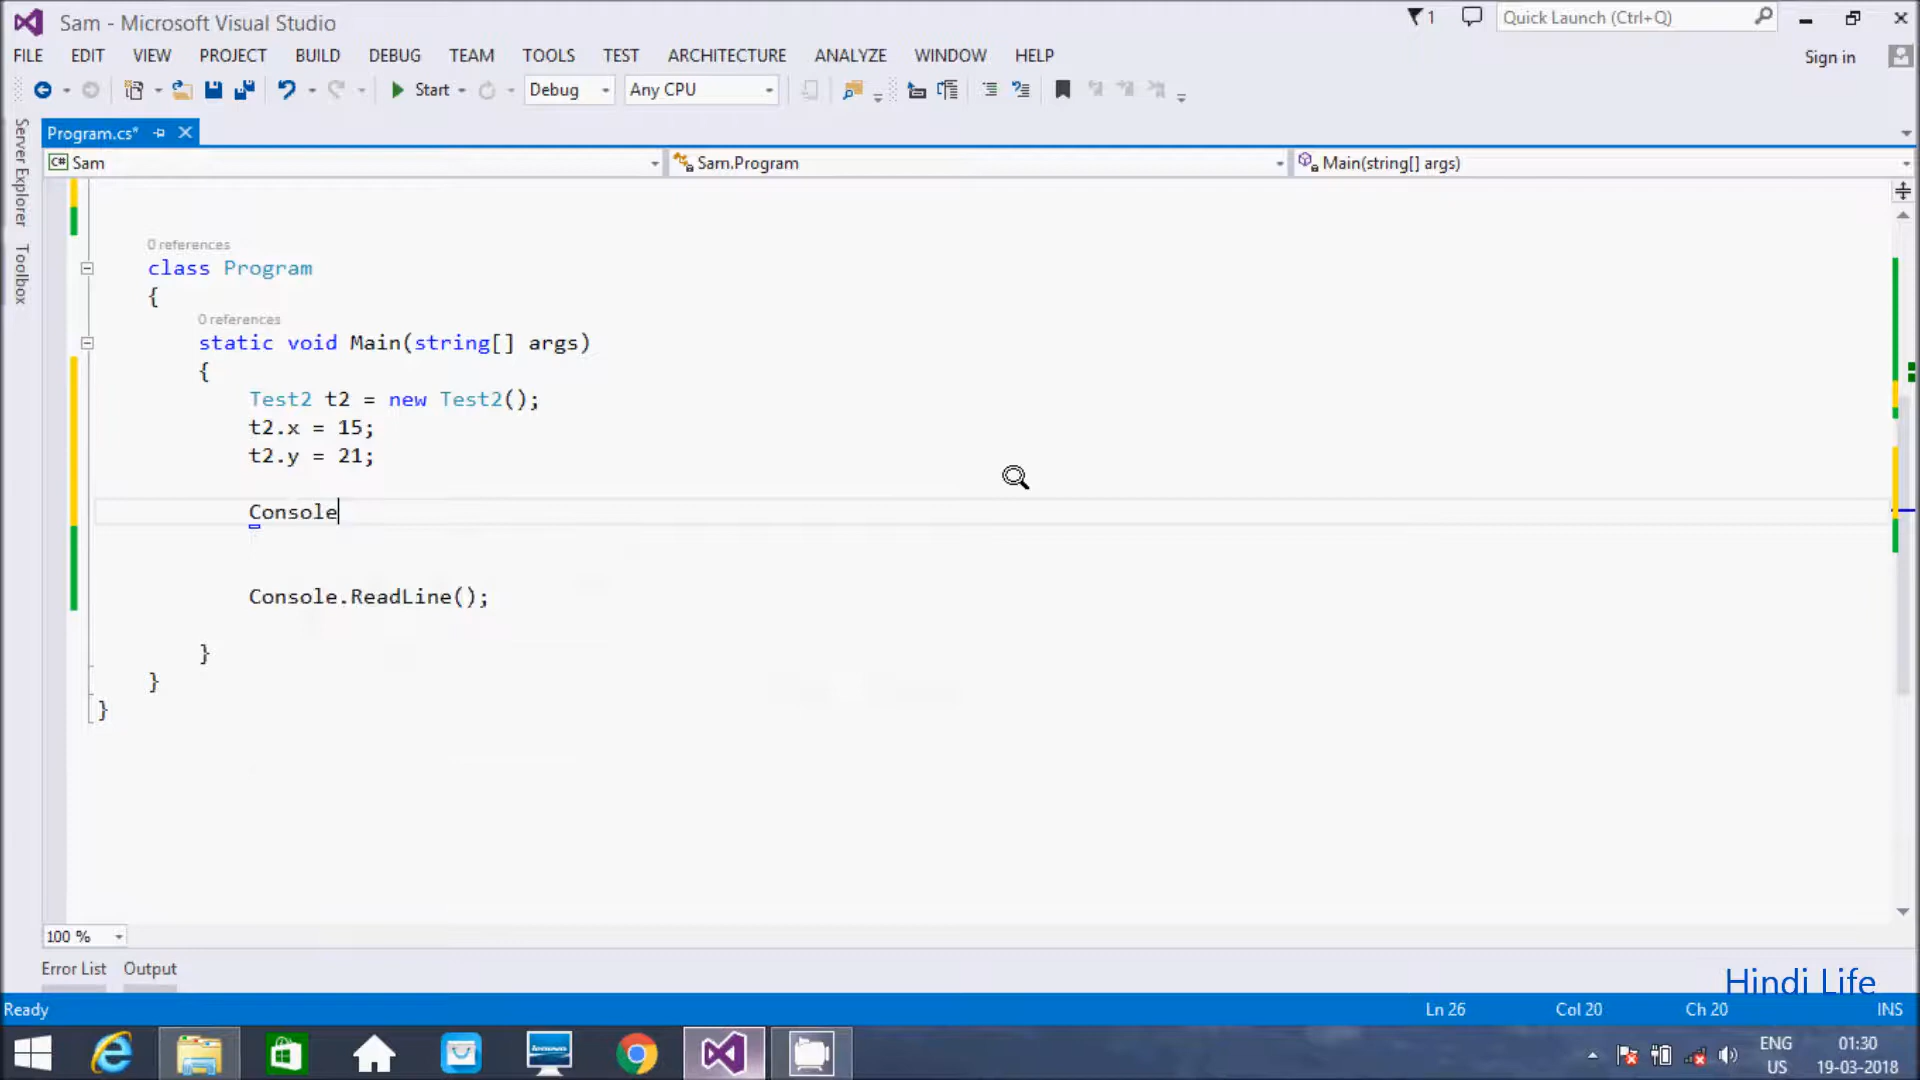 Sam - Microsoft Visual Studio
1
Quick Launch (Ctrl+Q)
FILE EDIT VIEW PROJECT BUILD DEBUG TEAM TOOLS TEST ARCHITECTURE ANALYZE WINDOW HELP
Sign in
Start Debug Any CPU
Server Explorer
Toolbox
Program.cs*
C# Sam
Sam.Program
Main(string[] args)
0 references
class Program
{
0 references
static void Main(string[] args)
{
Test2 t2 = new Test2();
t2.x = 15;
t2.y = 21;
Console
Console.ReadLine();
}
}
}
100 %
Error List Output
Hindi Life
Ready
Ln 26 Col 20 Ch 20 INS
ENG
US
01:30
19-03-2018